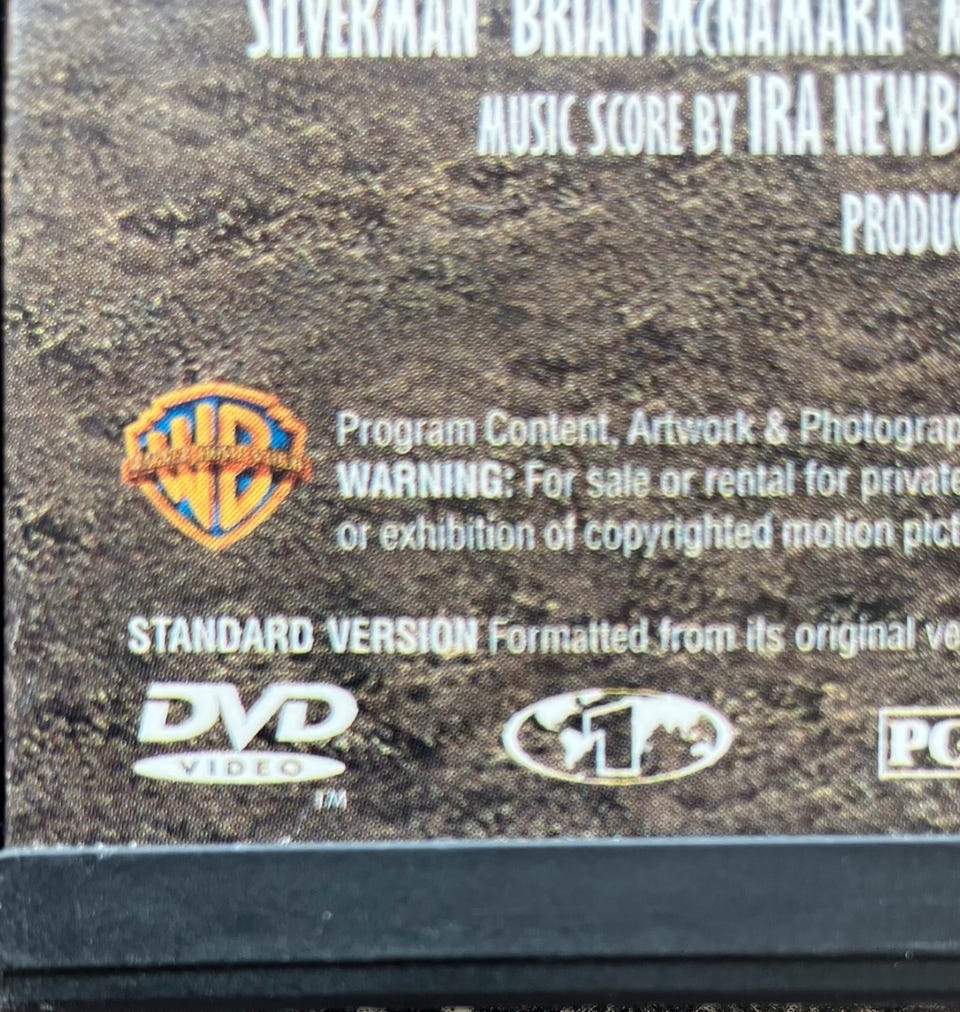 SILVERMAN BRIAN McNAMARA
MUSIC SCORE BY IRA NEWB
PRODUC
Program Content, Artwork & Photograp
WARNING: For sale or rental for private
or exhibition of copyrighted motion pict
STANDARD VERSION Formatted from its original ve
DVD
VIDEO
TM
1
PG